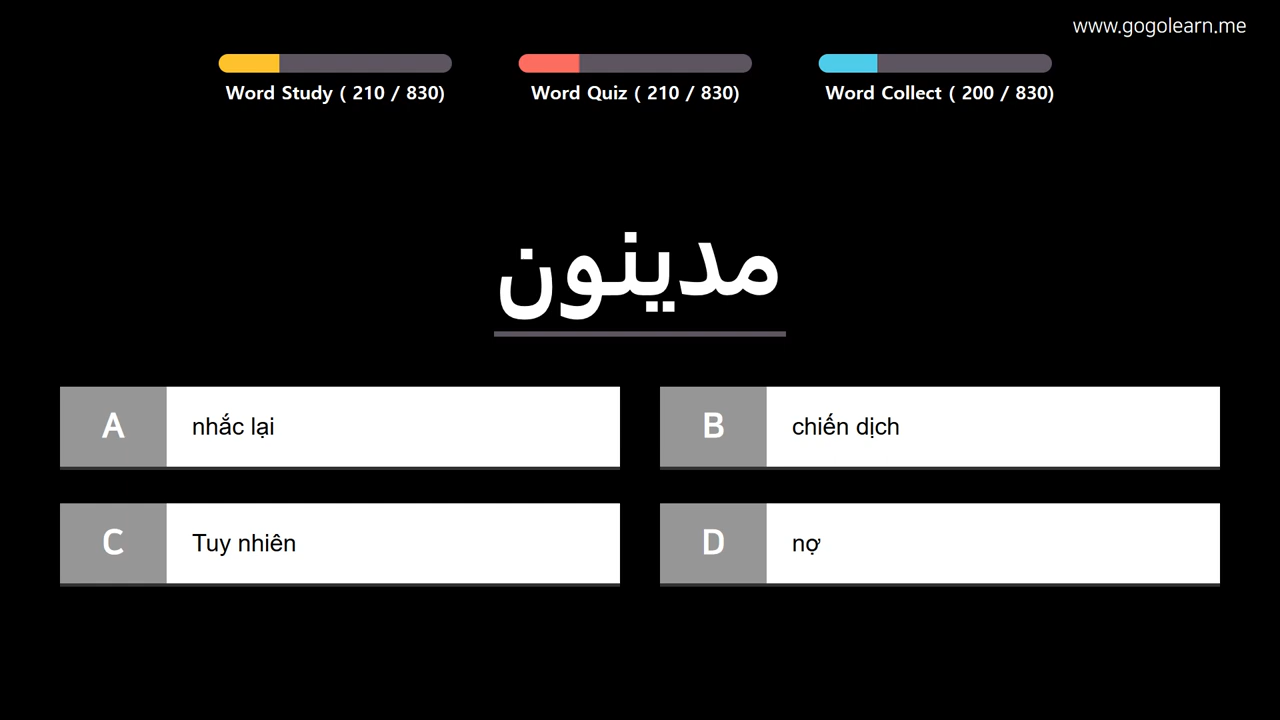 www.gogolearn.me
Word Study ( 210 / 830)
Word Quiz ( 210 / 830)
Word Collect ( 200 / 830)
مدينون
A
nhắc lại
B
chiến dịch
C
Tuy nhiên
D
nợ